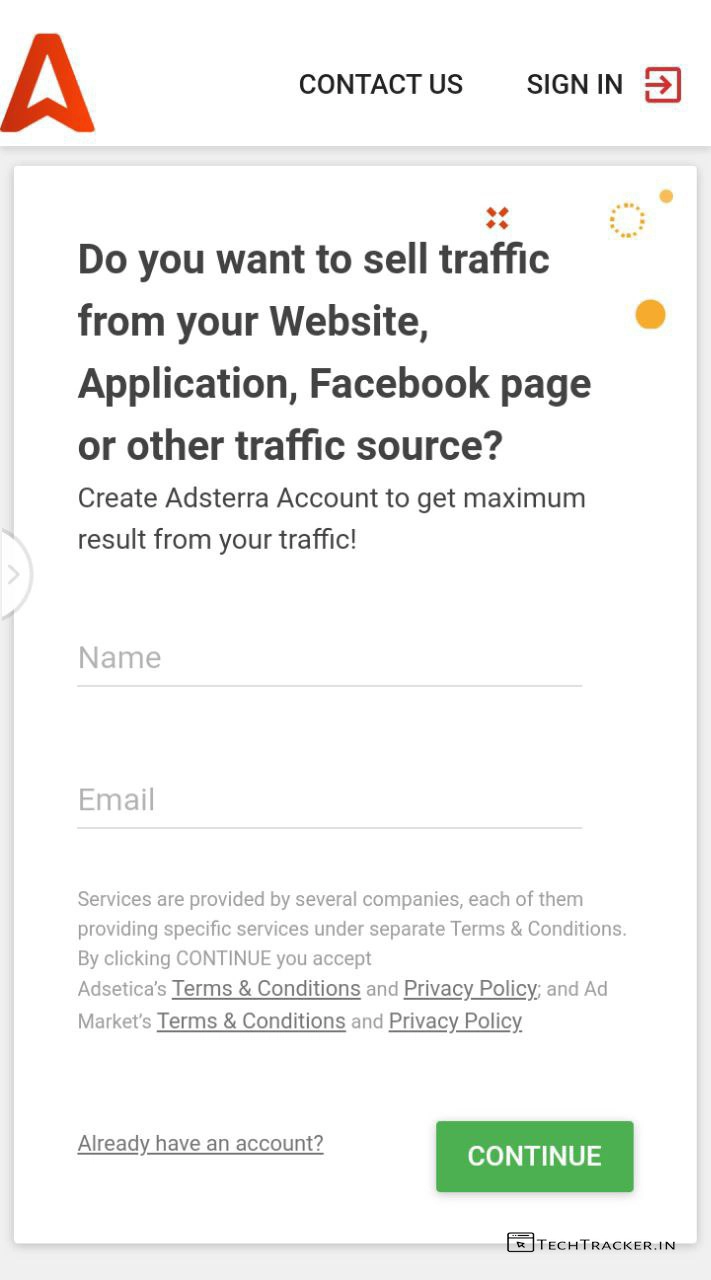 CONTACT US
SIGN IN
Do you want to sell traffic
from your Website,
Application, Facebook page
or other traffic source?
Create Adsterra Account to get maximum
result from your traffic!
Name
Email
Services are provided by several companies, each of them
providing specific services under separate Terms & Conditions.
By clicking CONTINUE you accept
Adsetica’s Terms & Conditions and Privacy Policy; and Ad
Market’s Terms & Conditions and Privacy Policy
Already have an account?
CONTINUE
TECHTRACKER.IN